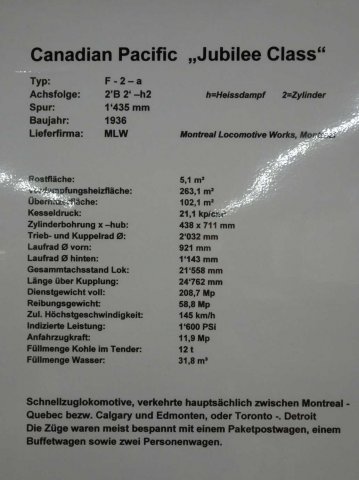 Canadian Pacific „Jubilee Class“
Typ: F - 2 – a
Achsfolge: 2'B 2‘ –h2 h=Heissdampf 2=Zylinder
Spur: 1‘435 mm
Baujahr: 1936
Lieferfirma: MLW Montreal Locomotive Works,
Rostfläche: 5,1 m²
Verdampfungsheizfläche: 263,1 m²
102,1 m²
Kesseldruck: 21,1 kp/cm²
Zylinderbohrung x –hub: 438 x 711 mm
Trieb- und Kuppelrad Ø: 2‘032 mm
Laufrad Ø vorn: 921 mm
Laufrad Ø hinten: 1‘143 mm
Gesammtachsstand Lok: 21‘558 mm
Länge über Kupplung: 24‘762 mm
Dienstgewicht voll: 208,7 Mp
Reibungsgewicht: 58,8 Mp
Zul. Höchstgeschwindigkeit: 145 km/h
Indizierte Leistung: 1‘600 PSi
Anfahrzugkraft: 11,9 Mp
Füllmenge Kohle im Tender: 12 t
Füllmenge Wasser: 31,8 m³
Schnellzuglokomotive, verkehrte hauptsächlich zwischen Montreal -
Quebec bezw. Calgary und Edmonten, oder Toronto -. Detroit
Die Züge waren meist bespannt mit einem Paketpostwagen, einem
Buffetwagen sowie zwei Personenwagen.